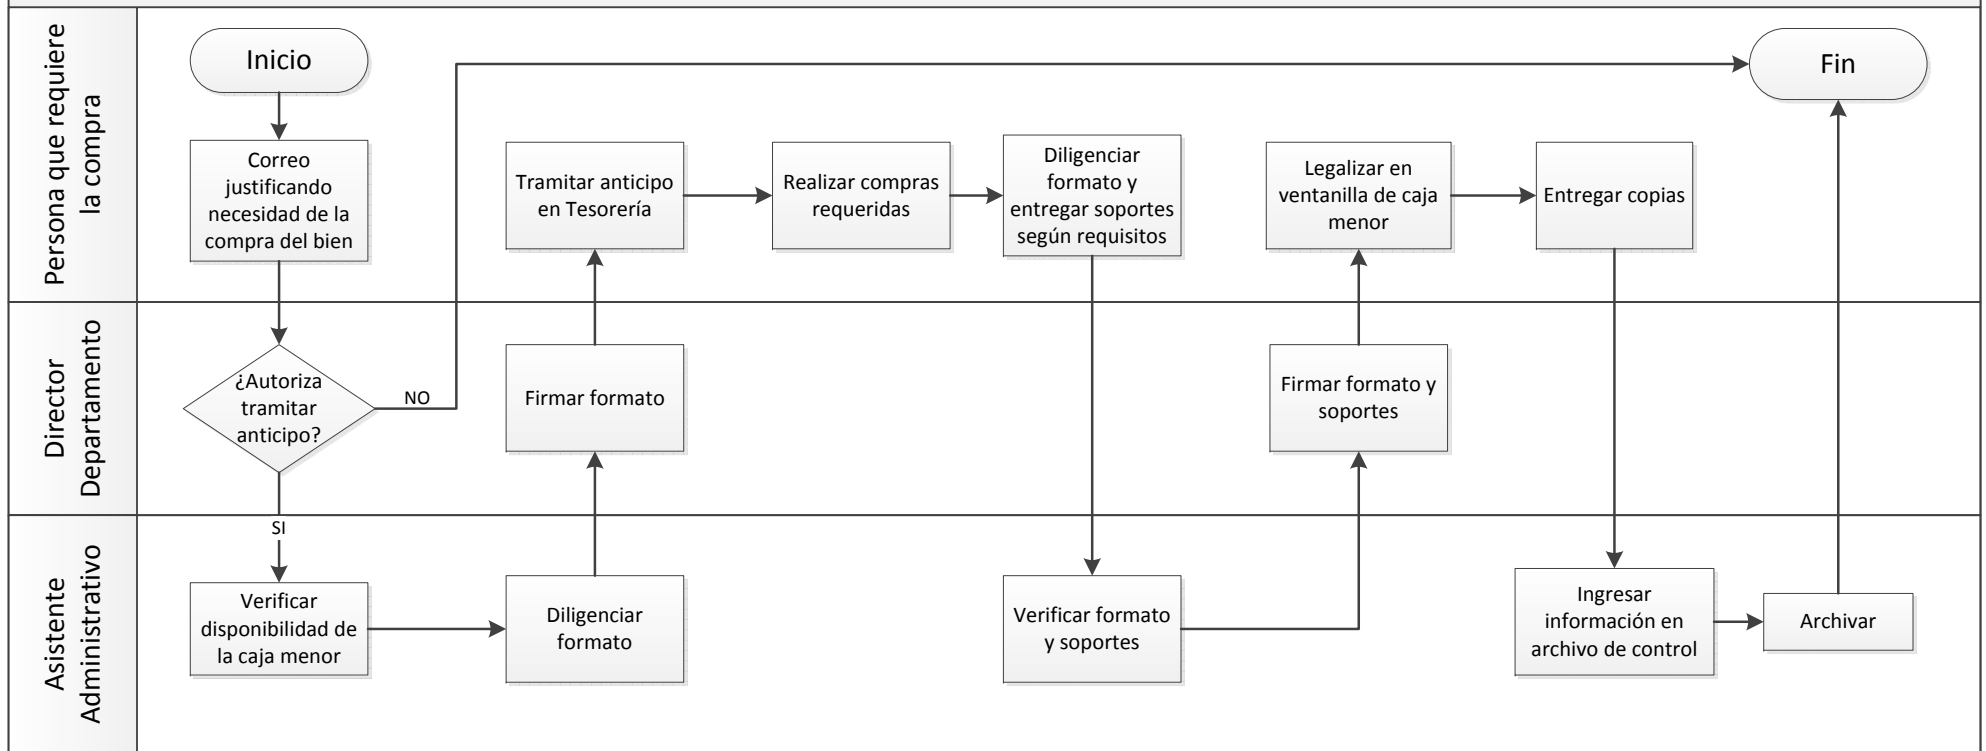 Persona que requiere
la compra
Inicio
Fin
Correo
justificando
necesidad de la
compra del bien
Tramitar anticipo
en Tesorería
Realizar compras
requeridas
Diligenciar
formato y
entregar soportes
según requisitos
Legalizar en
ventanilla de caja
menor
Entregar copias
Director
Departamento
¿Autoriza
tramitar
anticipo?
NO
Firmar formato
Firmar formato y
soportes
Asistente
Administrativo
SI
Verificar
disponibilidad de
la caja menor
Diligenciar
formato
Verificar formato
y soportes
Ingresar
información en
archivo de control
Archivar